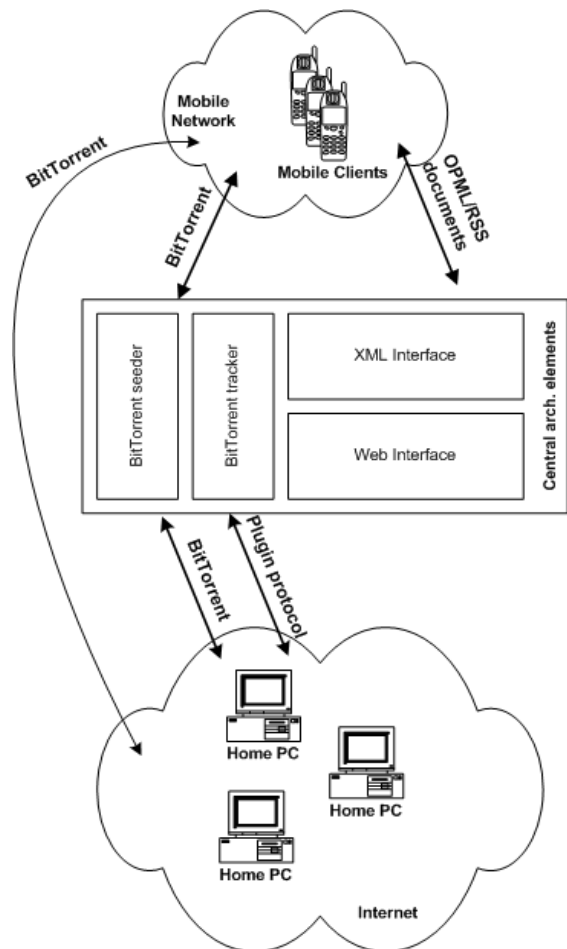 Mobile
Network
Mobile Clients
BitTorrent
BitTorrent
OPML/RSS
documents
BitTorrent seeder
BitTorrent tracker
XML Interface
Web Interface
Central arch. elements
BitTorrent
Plugin protocol
Home PC
Home PC
Home PC
Internet